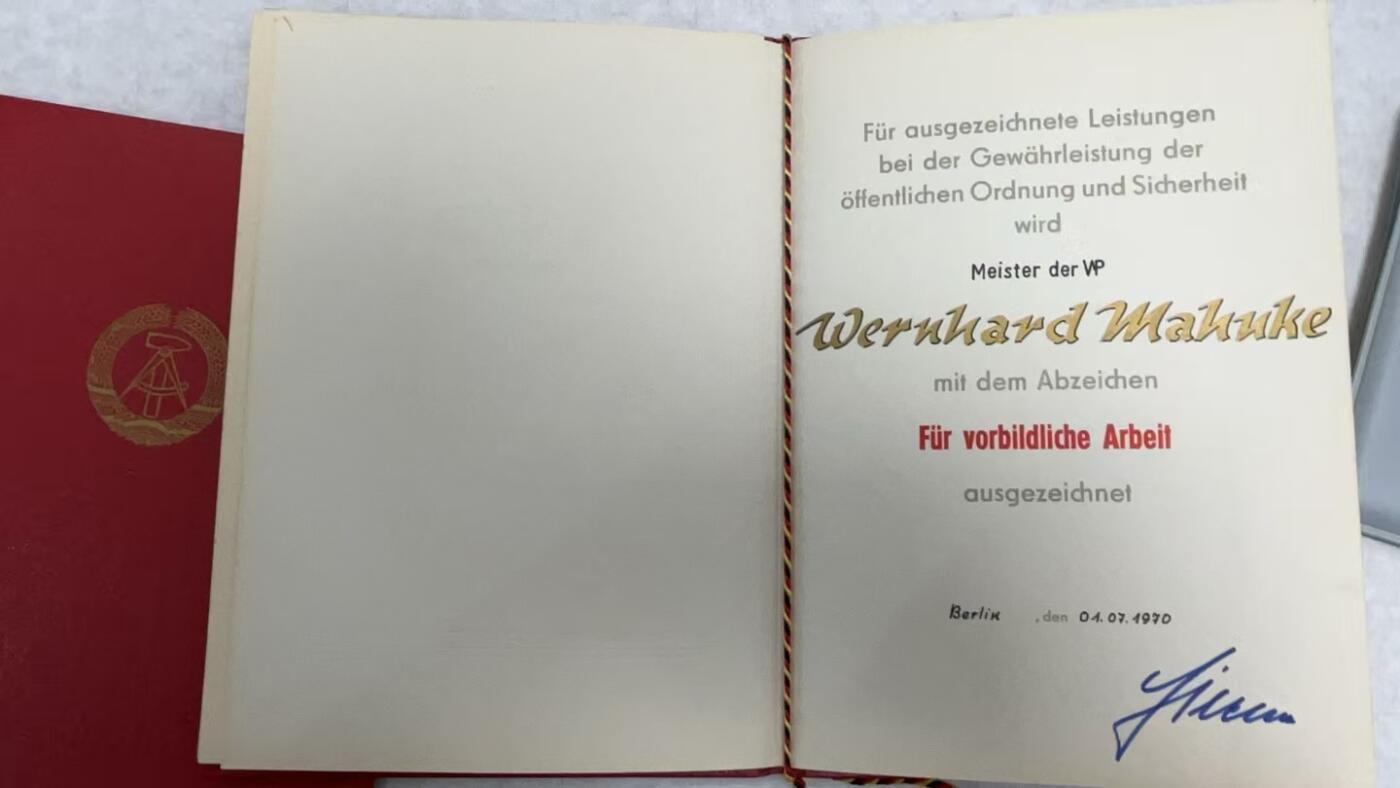 Für ausgezeichnete Leistungen
bei der Gewährleistung der
öffentlichen Ordnung und Sicherheit
wird
Meister der VP
Wernhard Mahnke
mit dem Abzeichen
Für vorbildliche Arbeit
ausgezeichnet
Berlin , den 01.07.1970